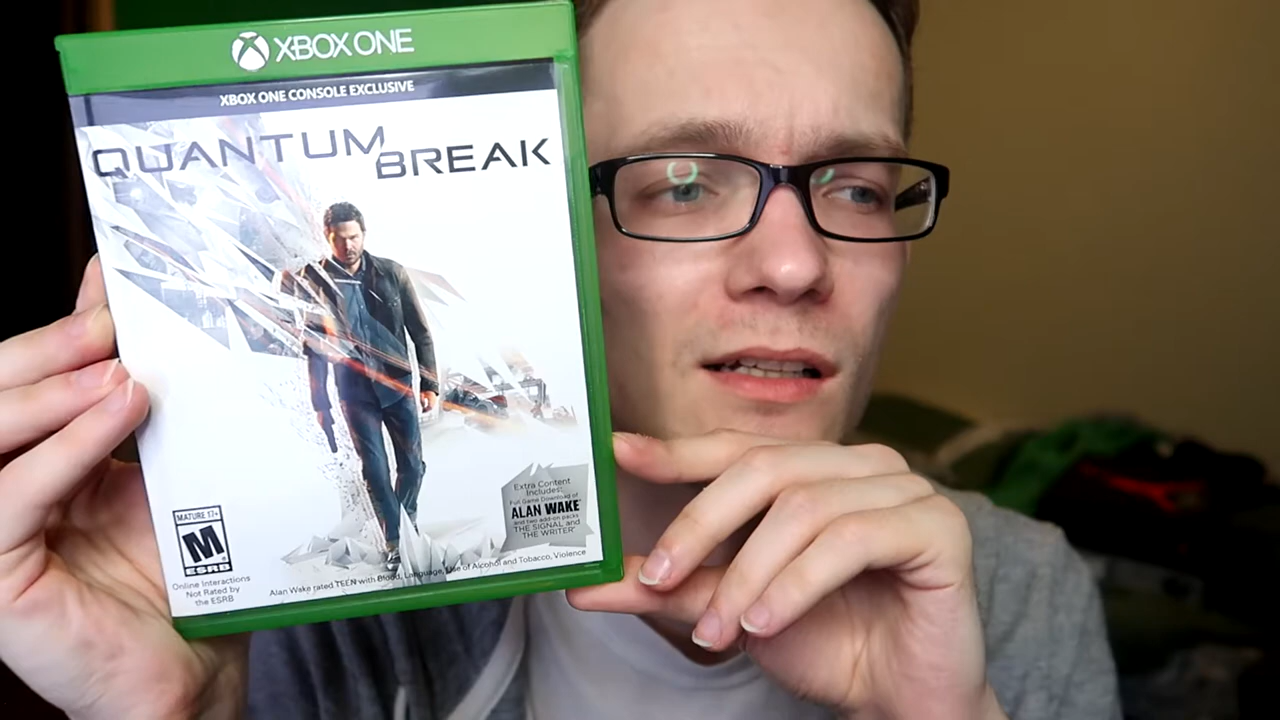 XBOX ONE
XBOX ONE CONSOLE EXCLUSIVE
QUANTUM
BREAK
Extra Content
Includes:
Full Game Download of
ALAN WAKE
and two add-on packs
THE SIGNAL and
THE WRITER
MATURE 17+
M
ESRB
Online Interactions
Not Rated by
the ESRB
Alan Wake rated TEEN with Blood, Language, Use of Alcohol and Tobacco, Violence